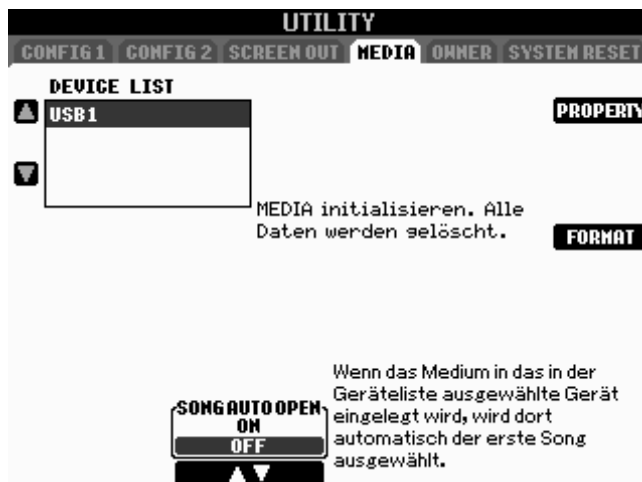 UTILITY
CONFIG 1 CONFIG 2 SCREEN OUT MEDIA OWNER SYSTEM RESET
DEVICE LIST
USB1
PROPERTY
MEDIA initialisieren. Alle
Daten werden gelöscht.
FORMAT
Wenn das Medium in das in der
Geräteliste ausgewählte Gerät
eingelegt wird, wird dort
automatisch der erste Song
ausgewählt.
SONG AUTO OPEN
ON
OFF